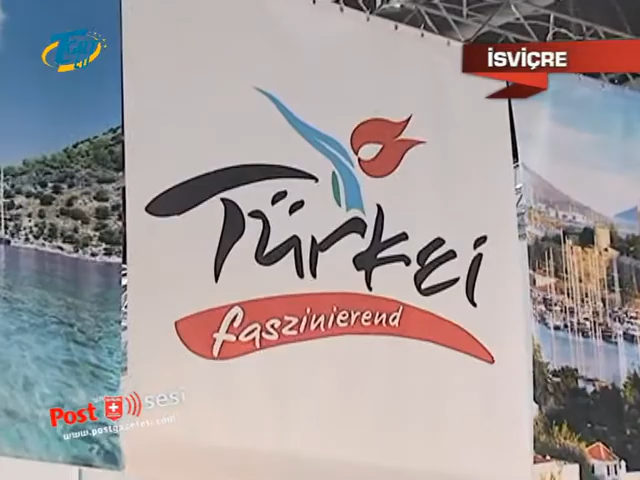 İSVİÇRE
Türkei
faszinierend
Post sesi
www.postgazetesi.com